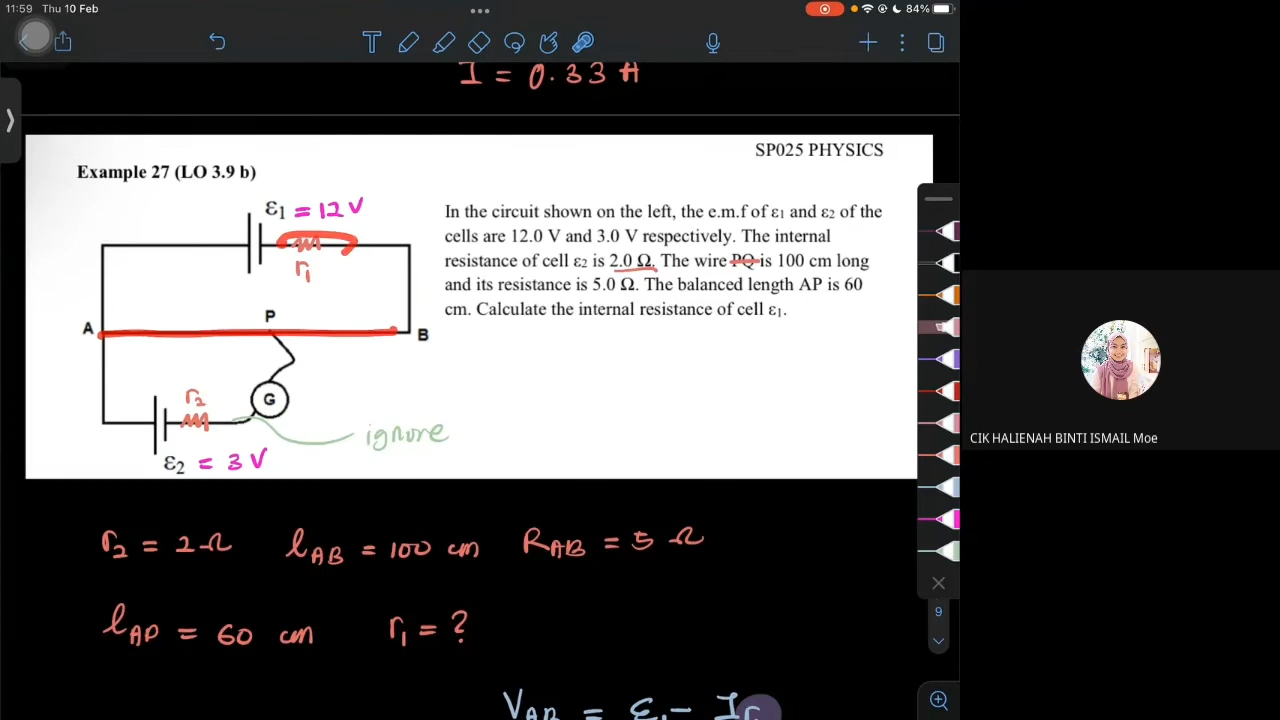 11:59 Thu 10 Feb
84%
I = 0.33 A
SP025 PHYSICS
Example 27 (LO 3.9 b)
ε1 = 12 V
r1
A
P
B
r2
G
ignore
ε2 = 3 V
In the circuit shown on the left, the e.m.f of ε1 and ε2 of the
cells are 12.0 V and 3.0 V respectively. The internal
resistance of cell ε2 is 2.0 Ω. The wire PQ is 100 cm long
and its resistance is 5.0 Ω. The balanced length AP is 60
cm. Calculate the internal resistance of cell ε1.
r2 = 2 Ω lAB = 100 cm RAB = 5 Ω
lAP = 60 cm r1 = ?
VAB = ε1 - Ir
9
CIK HALIENAH BINTI ISMAIL Moe